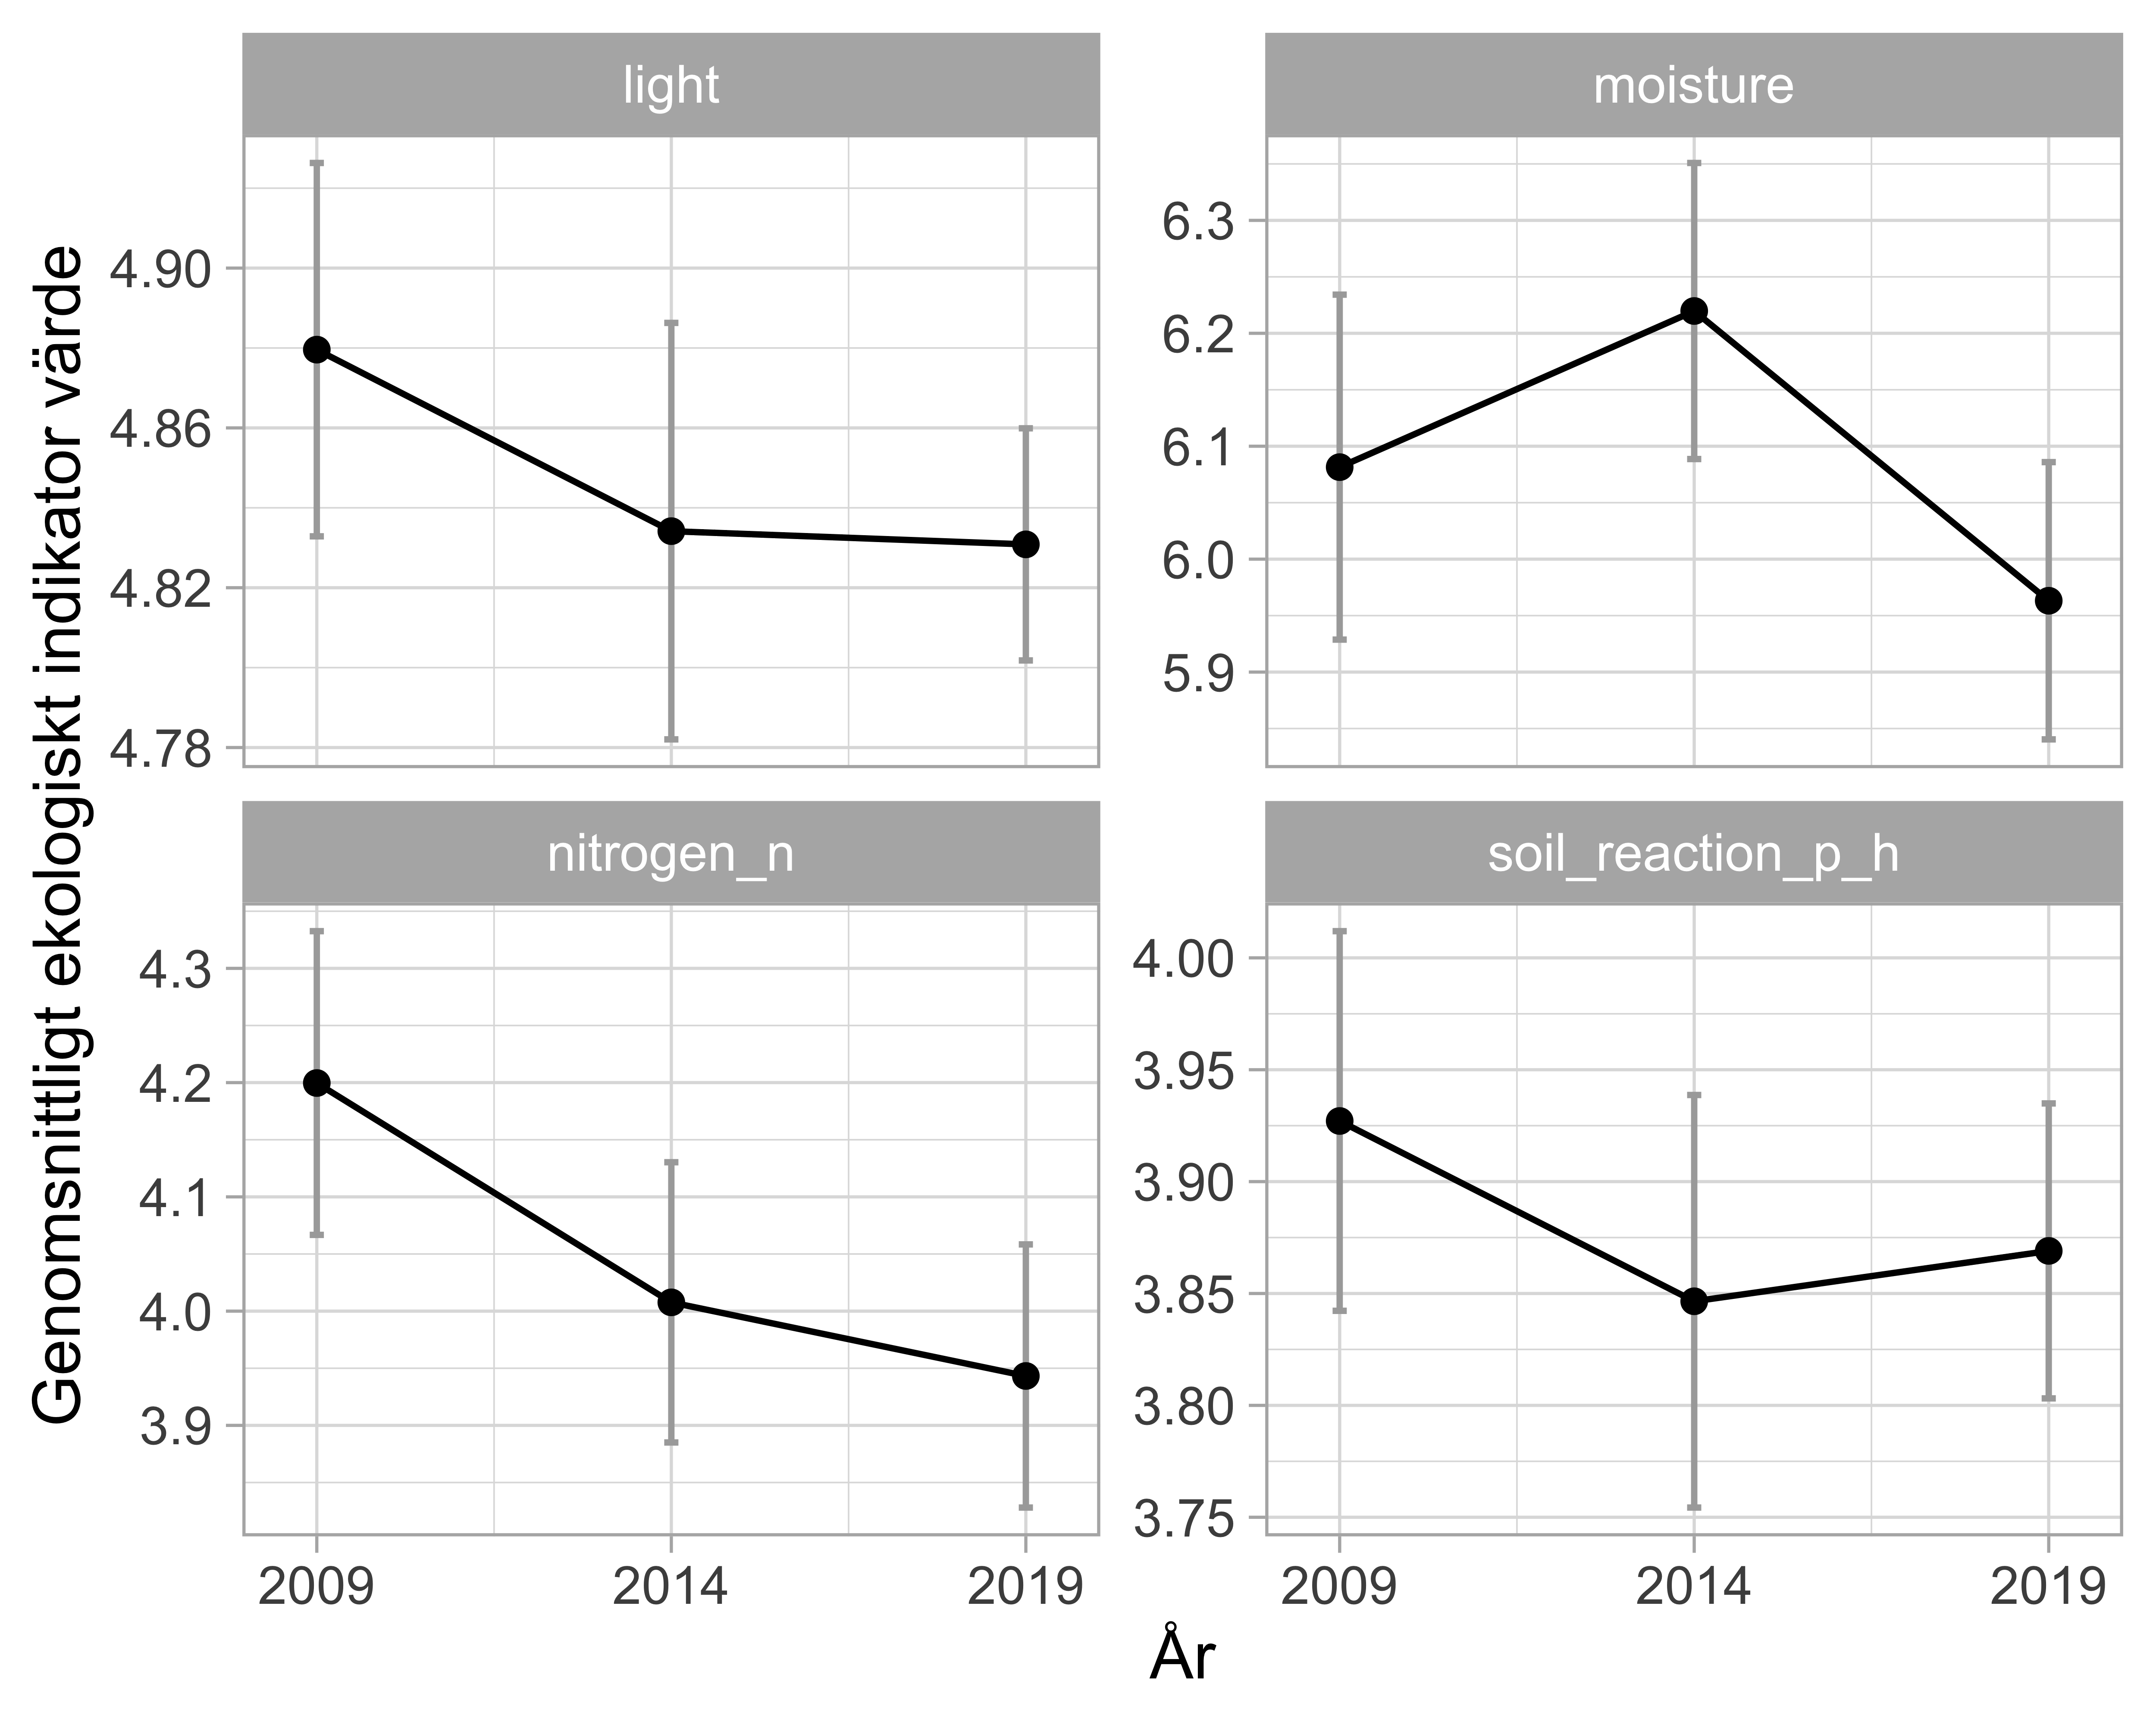 Genomsnittligt ekologiskt indikator värde
light
4.90
4.86
4.82
4.78
moisture
6.3
6.2
6.1
6.0
5.9
nitrogen_n
4.3
4.2
4.1
4.0
3.9
soil_reaction_p_h
4.00
3.95
3.90
3.85
3.80
3.75
2009 2014 2019
2009 2014 2019
År